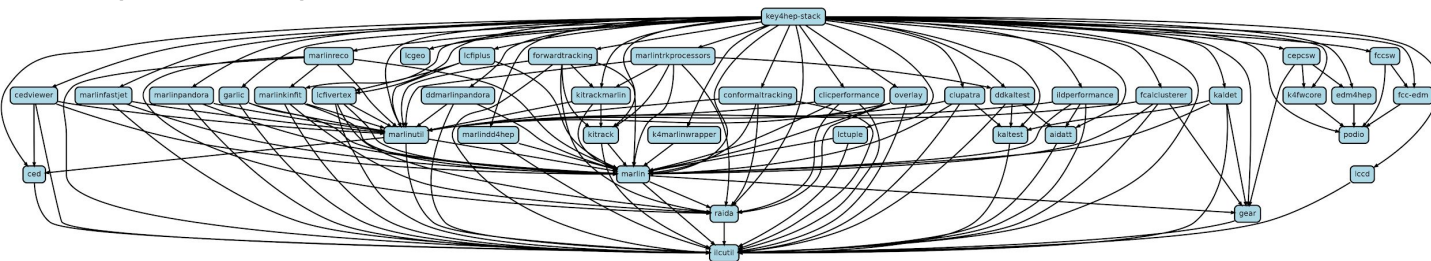 key4hep-stack
marlinreco
lcgeo
lcfiplus
forwardtracking
marlintrkprocessors
cepcsw
fccsw
cedviewer
marlinfastjet
marlinpandora
garlic
marlinkinfit
lcfivertex
ddmarlinpandora
kitrackmarlin
conformaltracking
clicperformance
overlay
clupatra
ddkaltest
ildperformance
fcalclusterer
kaldet
k4fwcore
edm4hep
fcc-edm
marlinutil
marlindd4hep
kitrack
k4marlinwrapper
lctuple
kaltest
aidatt
podio
ced
marlin
lccd
raida
gear
ilcutil